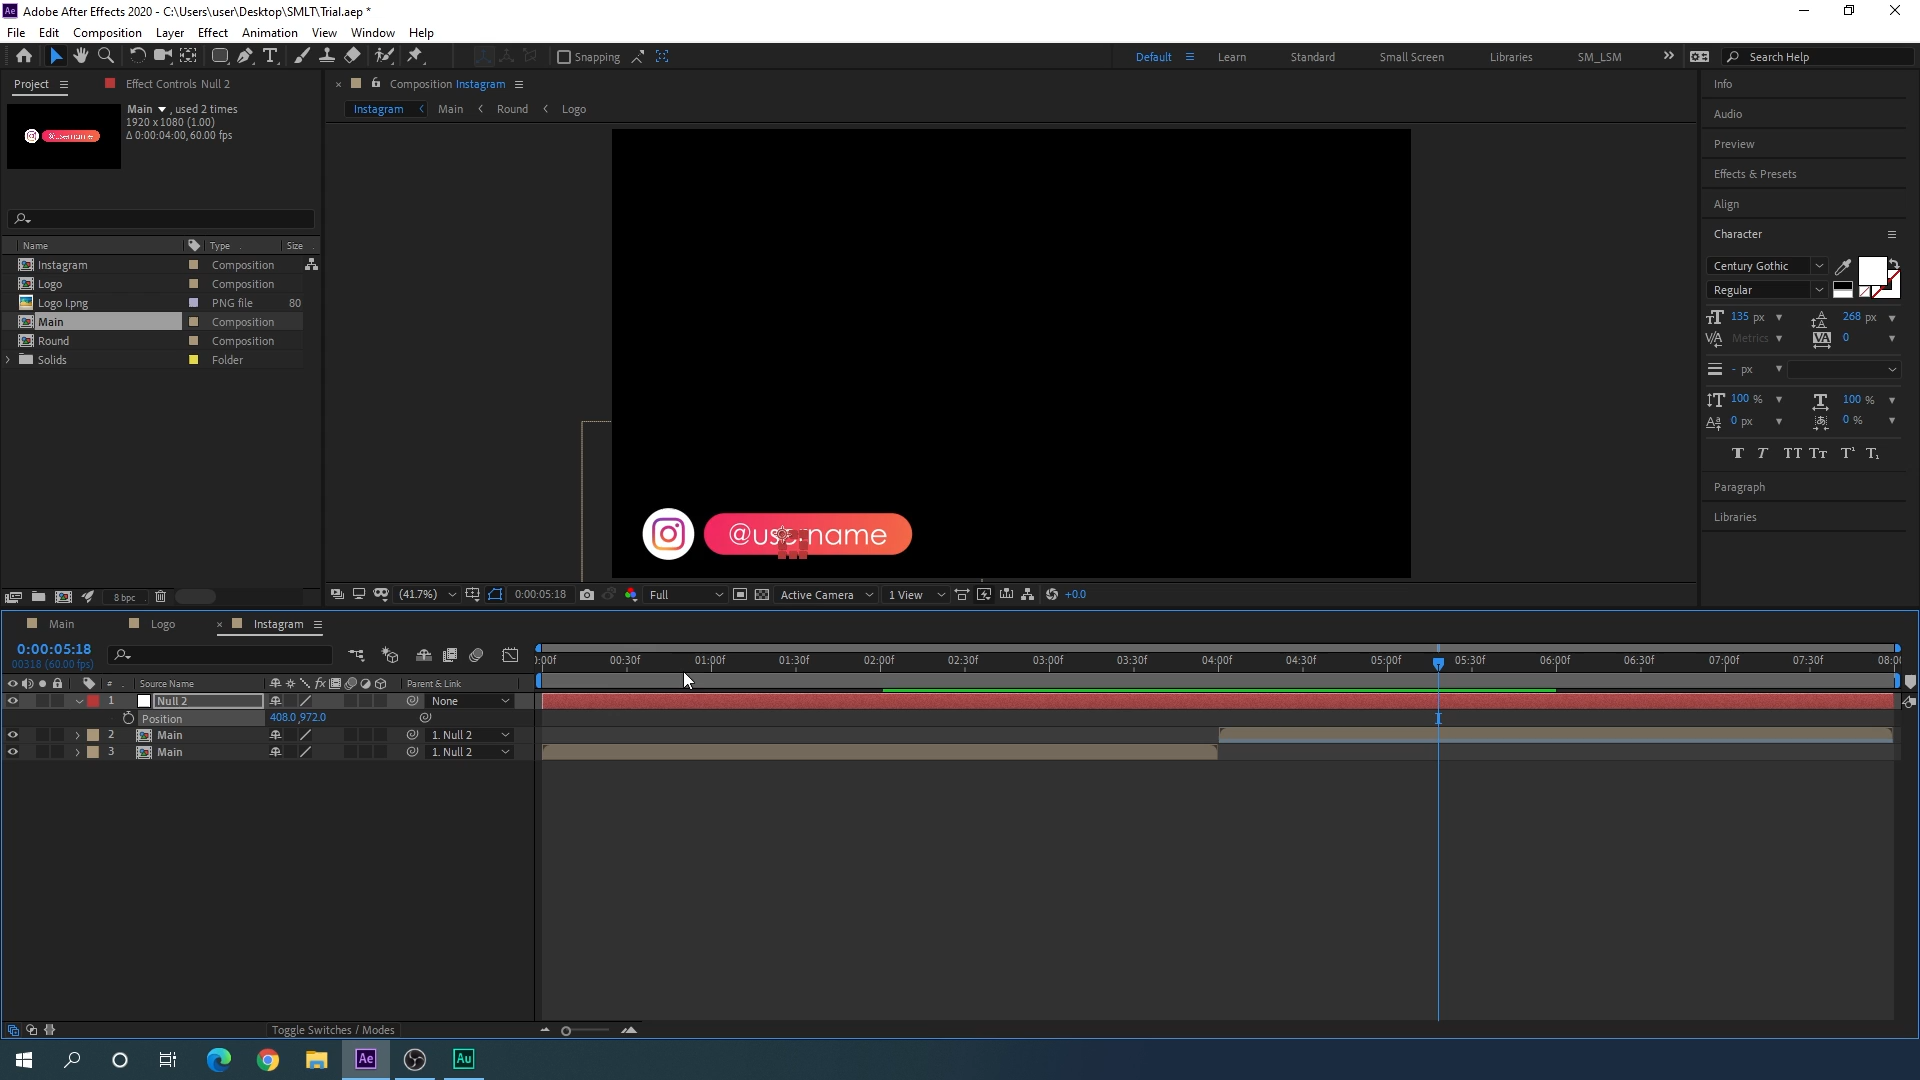 Adobe After Effects 2020 - C:\Users\user\Desktop\SMLT\Trial.aep *
File Edit Composition Layer Effect Animation View Window Help
Snapping Default Learn Standard Small Screen Libraries SM_LSM Search Help
Project Effect Controls Null 2
Main , used 2 times
1920 x 1080 (1.00)
Δ 0:00:04:00, 60.00 fps
Name Type Size
Instagram Composition
Logo Composition
Logo I.png PNG file 80
Main Composition
Round Composition
Solids Folder
8 bpc
Composition Instagram
Instagram Main Round Logo
@username
(41.7%) 0:00:05:18 Full Active Camera 1 View +0.0
Info
Audio
Preview
Effects & Presets
Align
Character
Century Gothic
Regular
135 px 268 px
Metrics 0
- px
100 % 100 %
0 px 0 %
T T TT Tt T¹ T₁
Paragraph
Libraries
Main Logo Instagram
0:00:05:18
00318 (60.00 fps)
):00f 00:30f 01:00f 01:30f 02:00f 02:30f 03:00f 03:30f 04:00f 04:30f 05:00f 05:30f 06:00f 06:30f 07:00f 07:30f 08:00
# Source Name fx Parent & Link
1 Null 2 None
Position 408.0,972.0
2 Main 1. Null 2
3 Main 1. Null 2
Toggle Switches / Modes
Ae Au